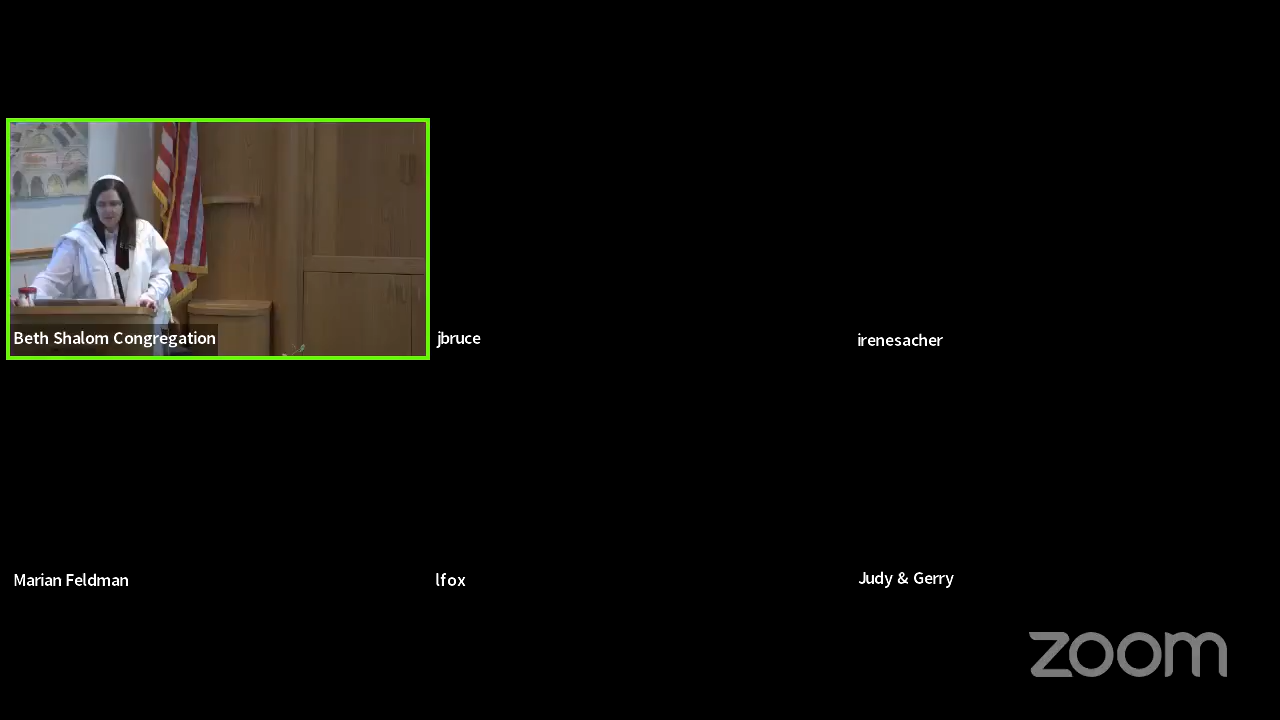 Beth Shalom Congregation
jbruce
irenesacher
Marian Feldman
lfox
Judy & Gerry
zoom